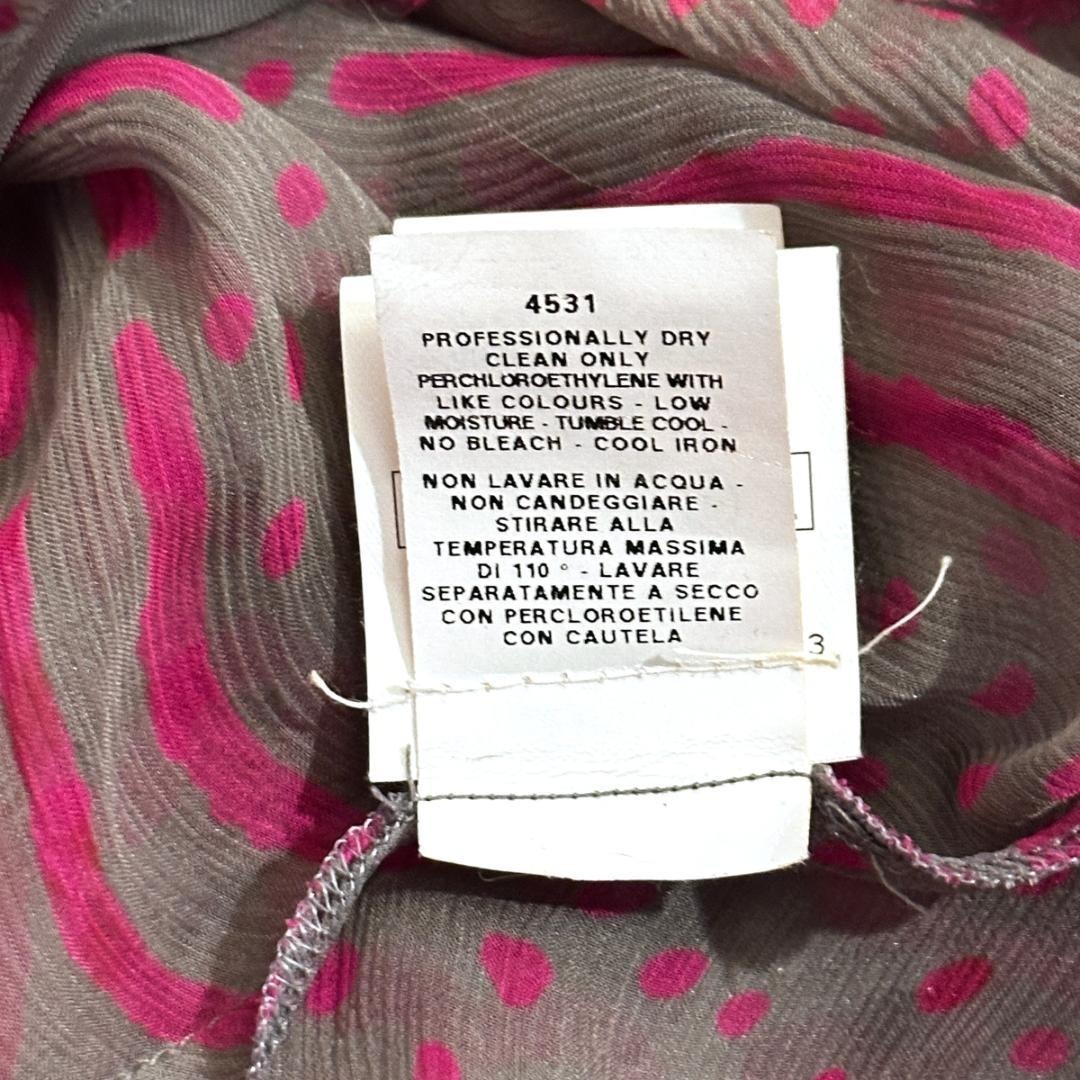 4531
PROFESSIONALLY DRY
CLEAN ONLY
PERCHLOROETHYLENE WITH
LIKE COLOURS - LOW
MOISTURE - TUMBLE COOL -
NO BLEACH - COOL IRON
NON LAVARE IN ACQUA -
NON CANDEGGIARE -
STIRARE ALLA
TEMPERATURA MASSIMA
DI 110 ° - LAVARE
SEPARATAMENTE A SECCO
CON PERCLOROETILENE
CON CAUTELA
3